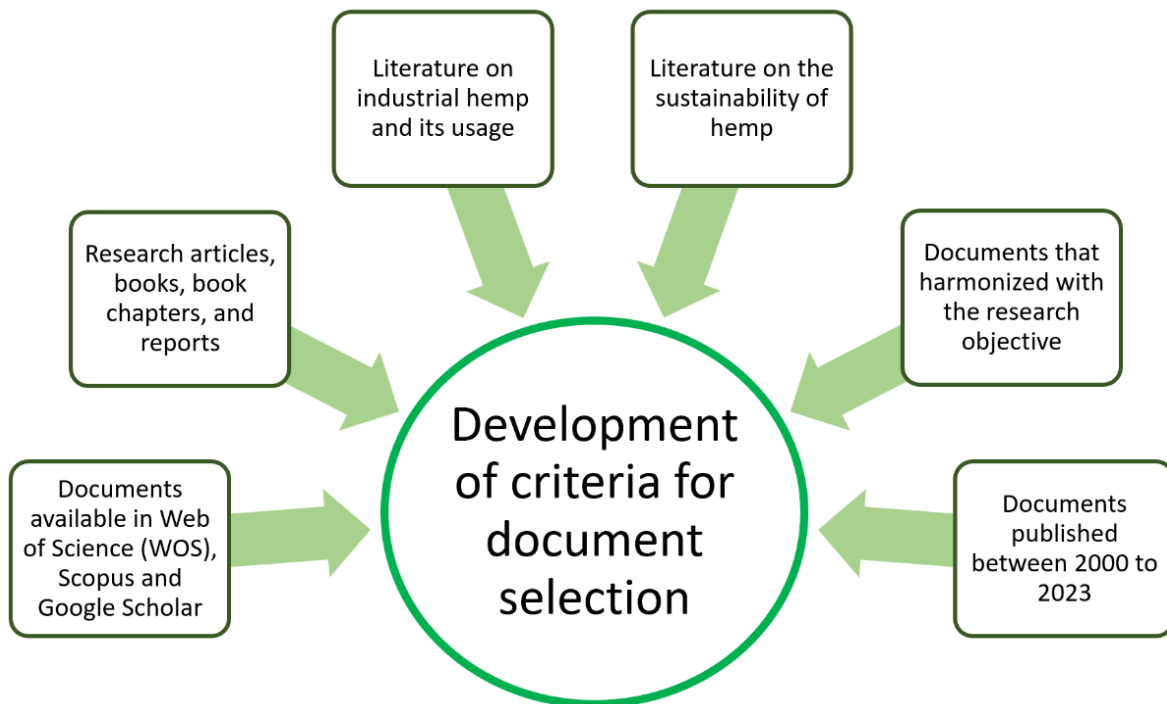 Literature on
industrial hemp
and its usage
Literature on the
sustainability of
hemp
Research articles,
books, book
chapters, and
reports
Documents that
harmonized with
the research
objective
Documents
available in Web
of Science (WOS),
Scopus and
Google Scholar
Development
of criteria for
document
selection
Documents
published
between 2000 to
2023